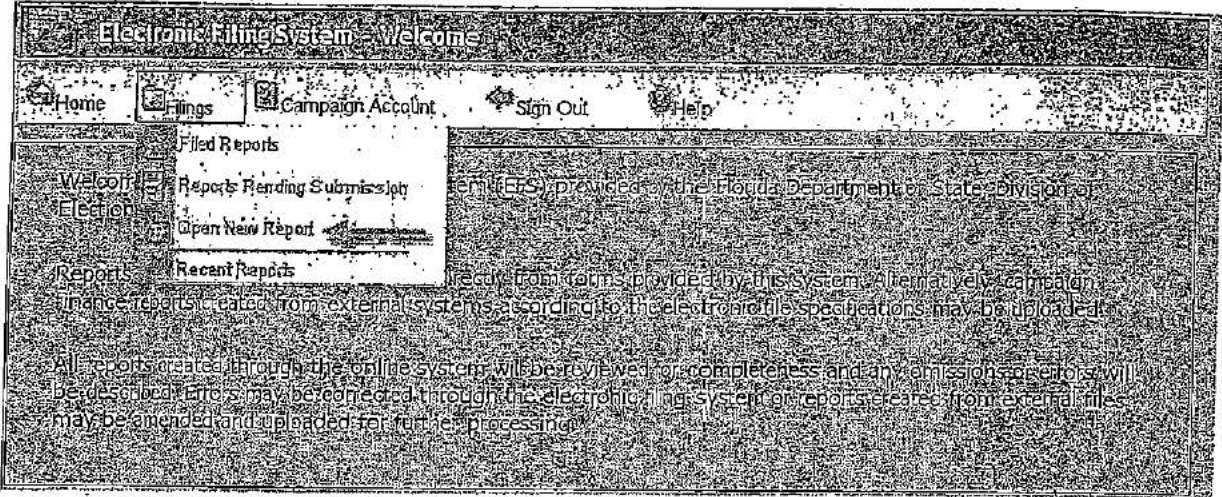 Electronic Filing System - Welcome
Home Filings Campaign Account Sign Out Help
Filed Reports
Reports Pending Submission
Open New Report
Recent Reports
Welcom em (EFS) provided by the Florida Department of State, Division of
Election
Reports ectly from forms provided by this system. Alternatively, campaign
finance reports created from external systems according to the electronic file specifications may be uploaded.
All reports created through the online system will be reviewed for completeness and any omissions or errors will
be described. Errors may be corrected through the electronic filing system or reports created from external files
may be amended and uploaded for further processing.